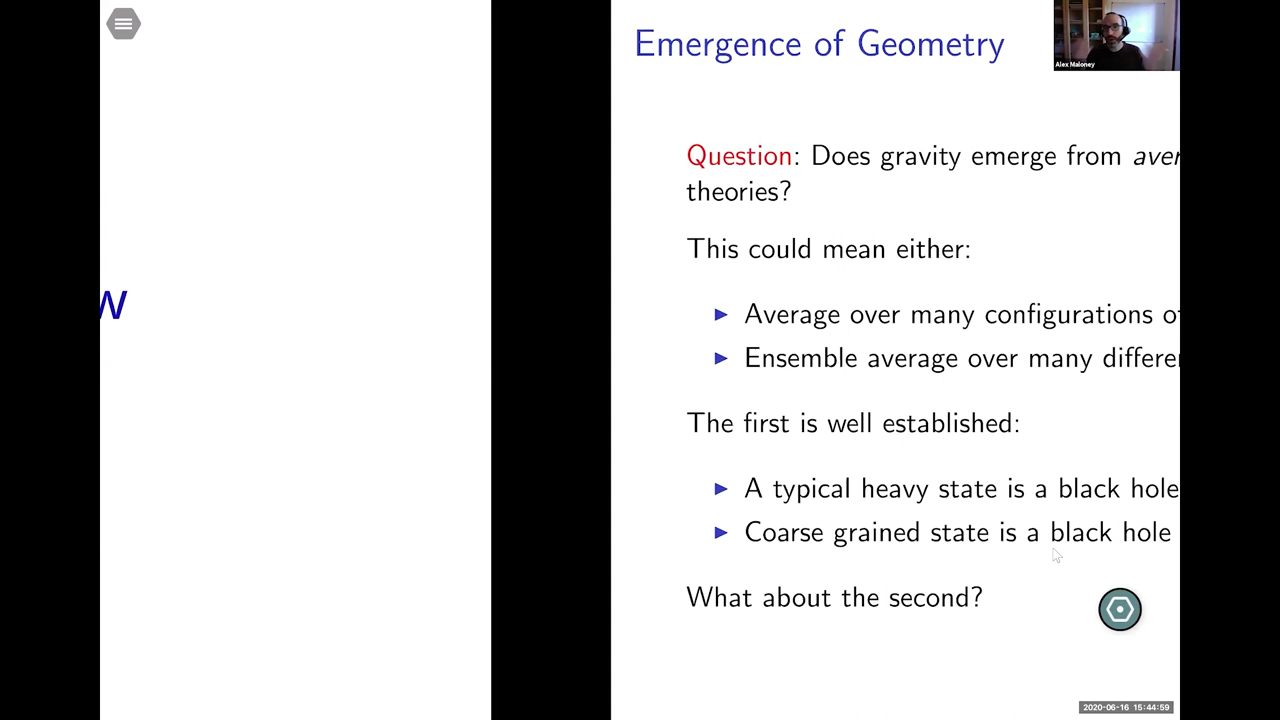 w
Emergence of Geometry
Alex Maloney
Question: Does gravity emerge from aver
theories?
This could mean either:
Average over many configurations of
Ensemble average over many differe
The first is well established:
A typical heavy state is a black hole
Coarse grained state is a black hole
What about the second?
2020-06-16 15:44:59